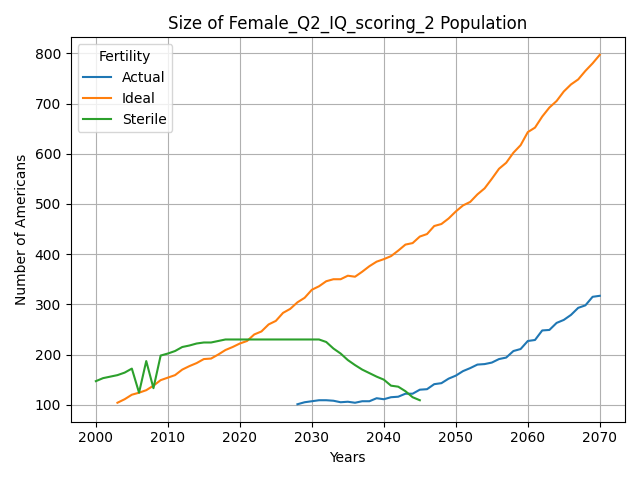 Size of Female_Q2_IQ_scoring_2 Population
Fertility
Actual
Ideal
Sterile
Number of Americans
800
700
600
500
400
300
200
100
2000 2010 2020 2030 2040 2050 2060 2070
Years